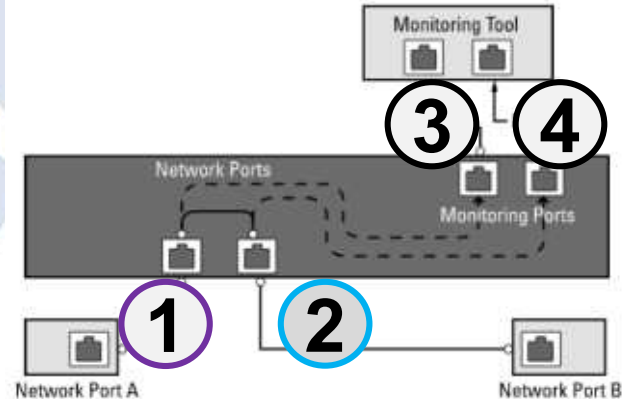 Monitoring Tool
3
4
Network Ports
Monitoring Ports
1
2
Network Port A
Network Port B